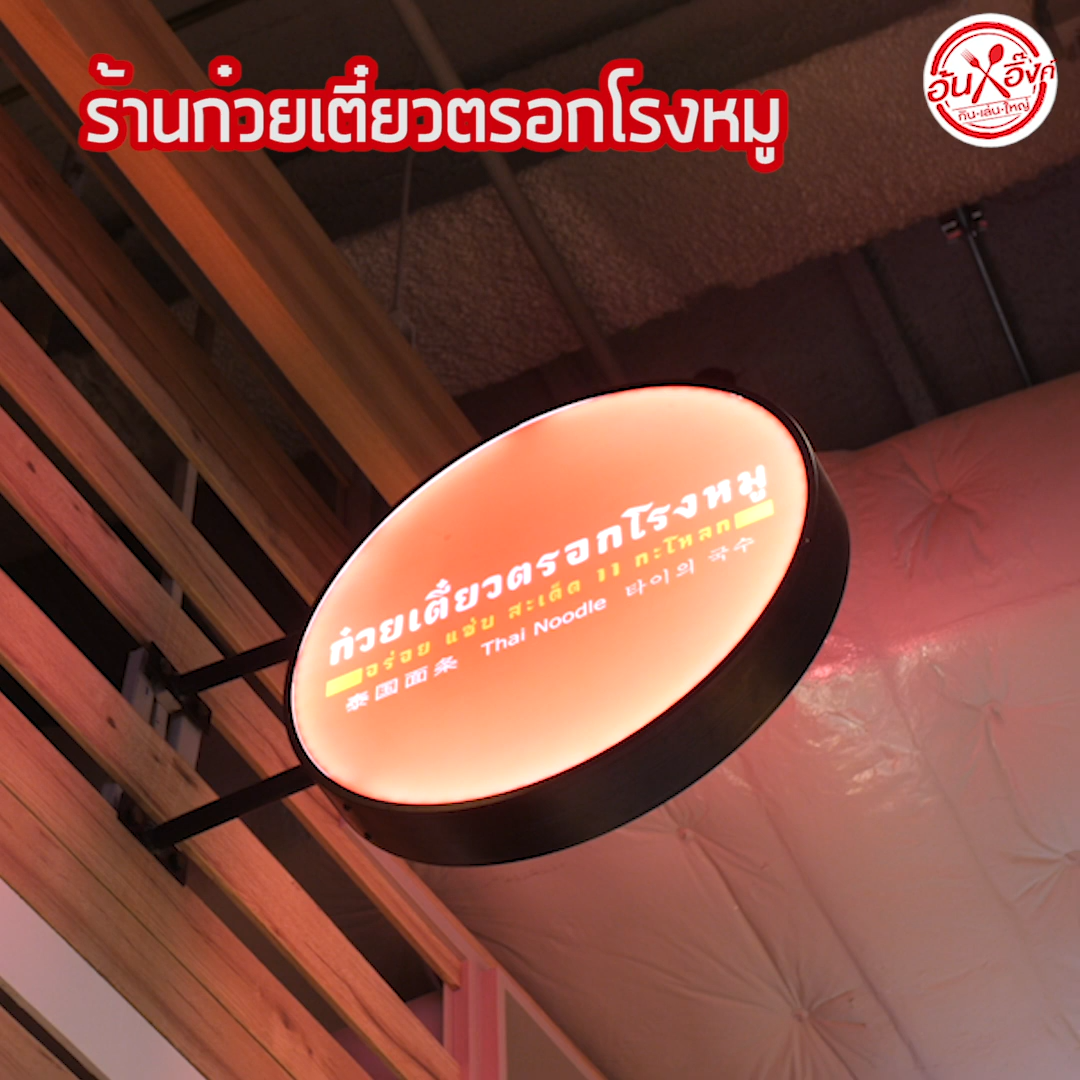 ร้านก๋วยเตี๋ยวตรอกโรงหมู
อุ้น อิ๊งค์
กิน•เล่น•ใหญ่
ก๋วยเตี๋ยวตรอกโรงหมู
อร่อย แซ่บ สะเด็ด 11 กะโหลก
泰国面条 Thai Noodle 타이의 국수